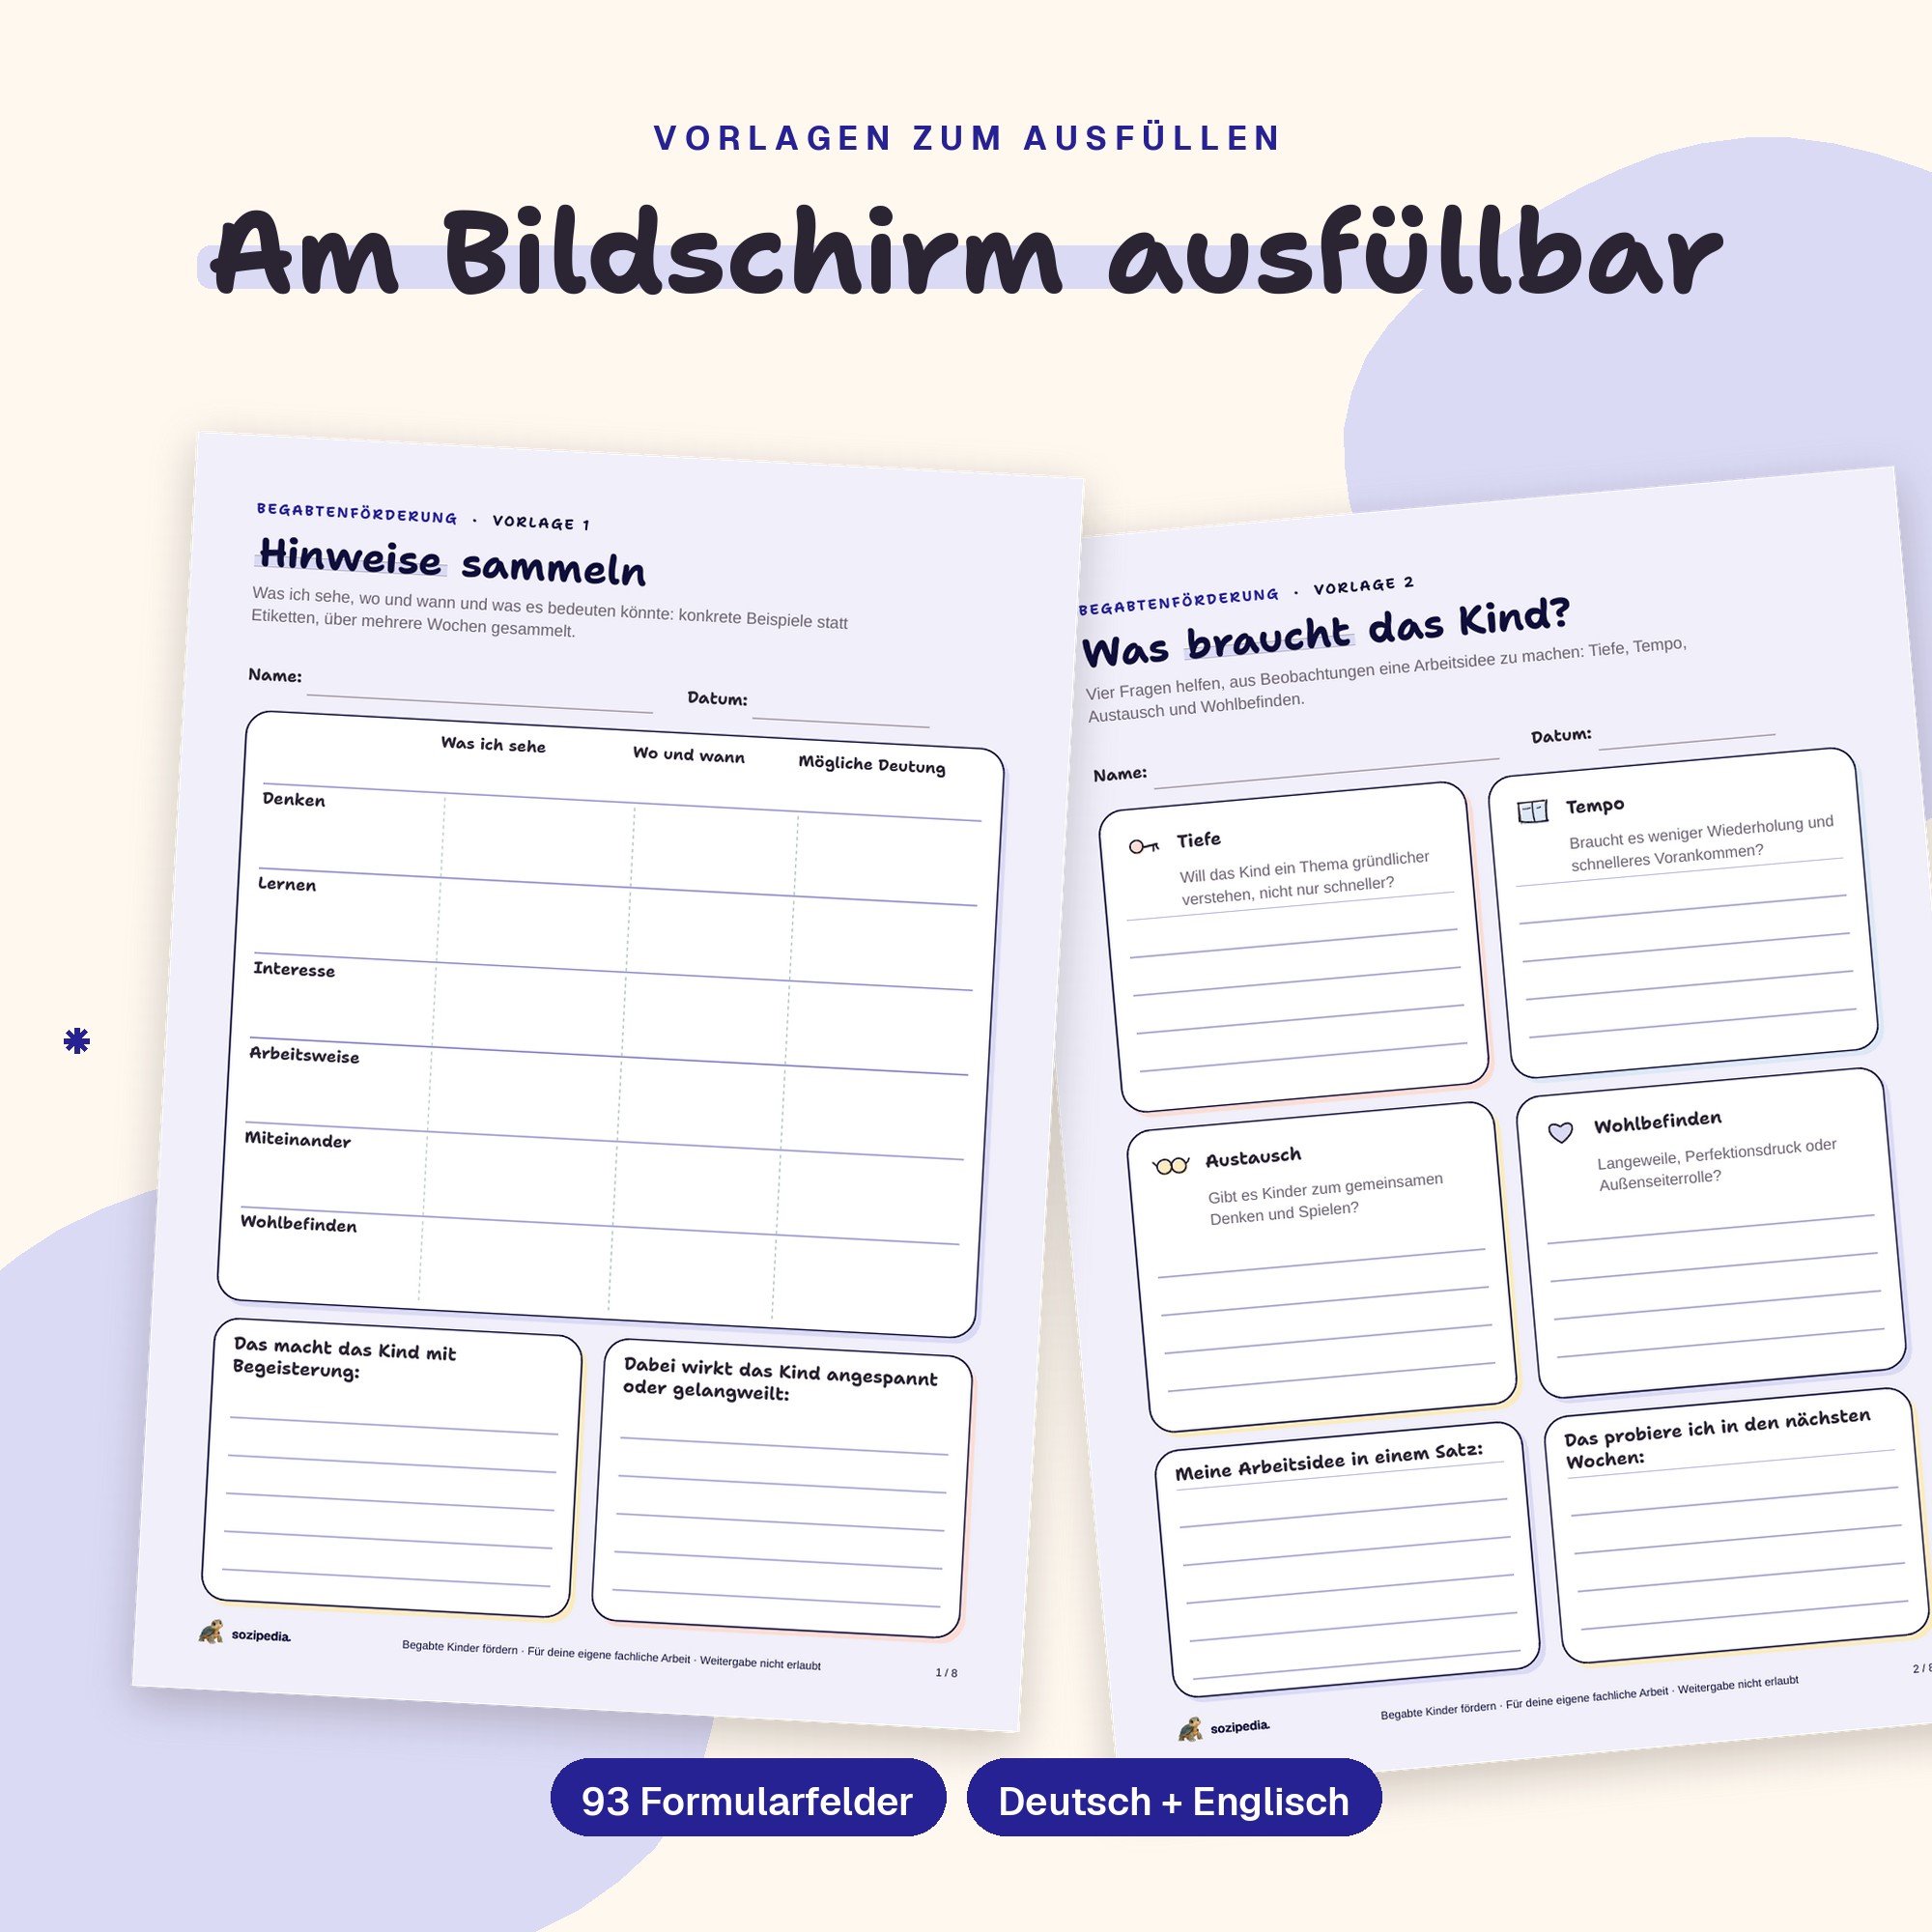 VORLAGEN ZUM AUSFÜLLEN
Am Bildschirm ausfüllbar
BEGABTENFÖRDERUNG · VORLAGE 1
Hinweise sammeln
Was ich sehe, wo und wann und was es bedeuten könnte: konkrete Beispiele statt
Etiketten, über mehrere Wochen gesammelt.
Name:
Datum:
Was ich sehe
Wo und wann
Mögliche Deutung
Denken
Lernen
Interesse
Arbeitsweise
Miteinander
Wohlbefinden
Das macht das Kind mit
Begeisterung:
Dabei wirkt das Kind angespannt
oder gelangweilt:
sozipedia.
Begabte Kinder fördern · Für deine eigene fachliche Arbeit · Weitergabe nicht erlaubt
1 / 8
BEGABTENFÖRDERUNG · VORLAGE 2
Was braucht das Kind?
Vier Fragen helfen, aus Beobachtungen eine Arbeitsidee zu machen: Tiefe, Tempo,
Austausch und Wohlbefinden.
Name:
Datum:
Tiefe
Will das Kind ein Thema gründlicher
verstehen, nicht nur schneller?
Tempo
Braucht es weniger Wiederholung und
schnelleres Vorankommen?
Austausch
Gibt es Kinder zum gemeinsamen
Denken und Spielen?
Wohlbefinden
Langeweile, Perfektionsdruck oder
Außenseiterrolle?
Meine Arbeitsidee in einem Satz:
Das probiere ich in den nächsten
Wochen:
sozipedia.
Begabte Kinder fördern · Für deine eigene fachliche Arbeit · Weitergabe nicht erlaubt
2 / 8
93 Formularfelder
Deutsch + Englisch